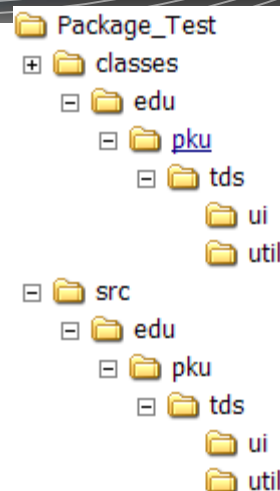 Package_Test
classes
edu
pku
tds
ui
util
src
edu
pku
tds
ui
util